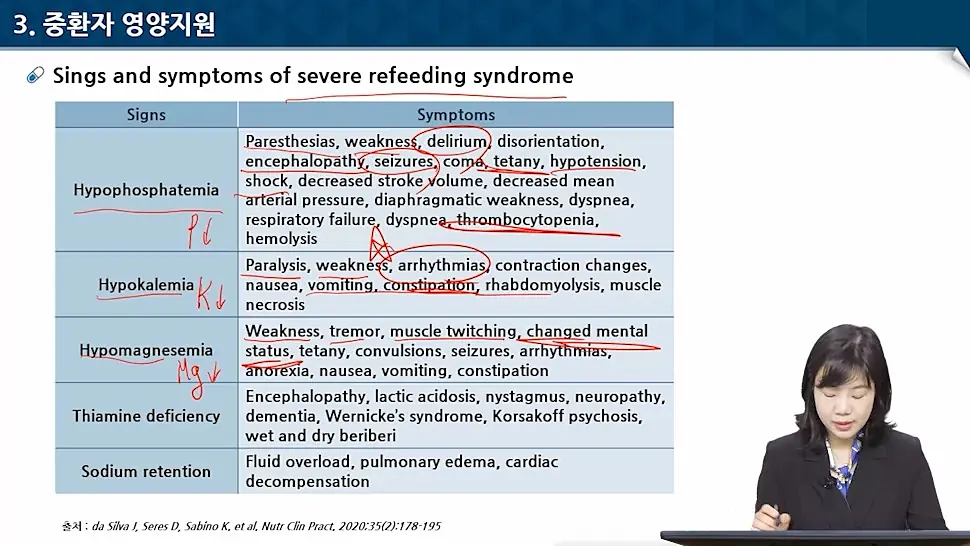 3. 중환자 영양지원
Sings and symptoms of severe refeeding syndrome
Signs
Symptoms
Hypophosphatemia
P↓
Paresthesias, weakness, delirium, disorientation,
encephalopathy, seizures, coma, tetany, hypotension,
shock, decreased stroke volume, decreased mean
arterial pressure, diaphragmatic weakness, dyspnea,
respiratory failure, dyspnea, thrombocytopenia,
hemolysis
Hypokalemia
K↓
Paralysis, weakness, arrhythmias, contraction changes,
nausea, vomiting, constipation, rhabdomyolysis, muscle
necrosis
Hypomagnesemia
Mg↓
Weakness, tremor, muscle twitching, changed mental
status, tetany, convulsions, seizures, arrhythmias,
anorexia, nausea, vomiting, constipation
Thiamine deficiency
Encephalopathy, lactic acidosis, nystagmus, neuropathy,
dementia, Wernicke's syndrome, Korsakoff psychosis,
wet and dry beriberi
Sodium retention
Fluid overload, pulmonary edema, cardiac
decompensation
출처 : da Silva J, Seres D, Sabino K, et al, Nutr Clin Pract, 2020:35(2):178-195